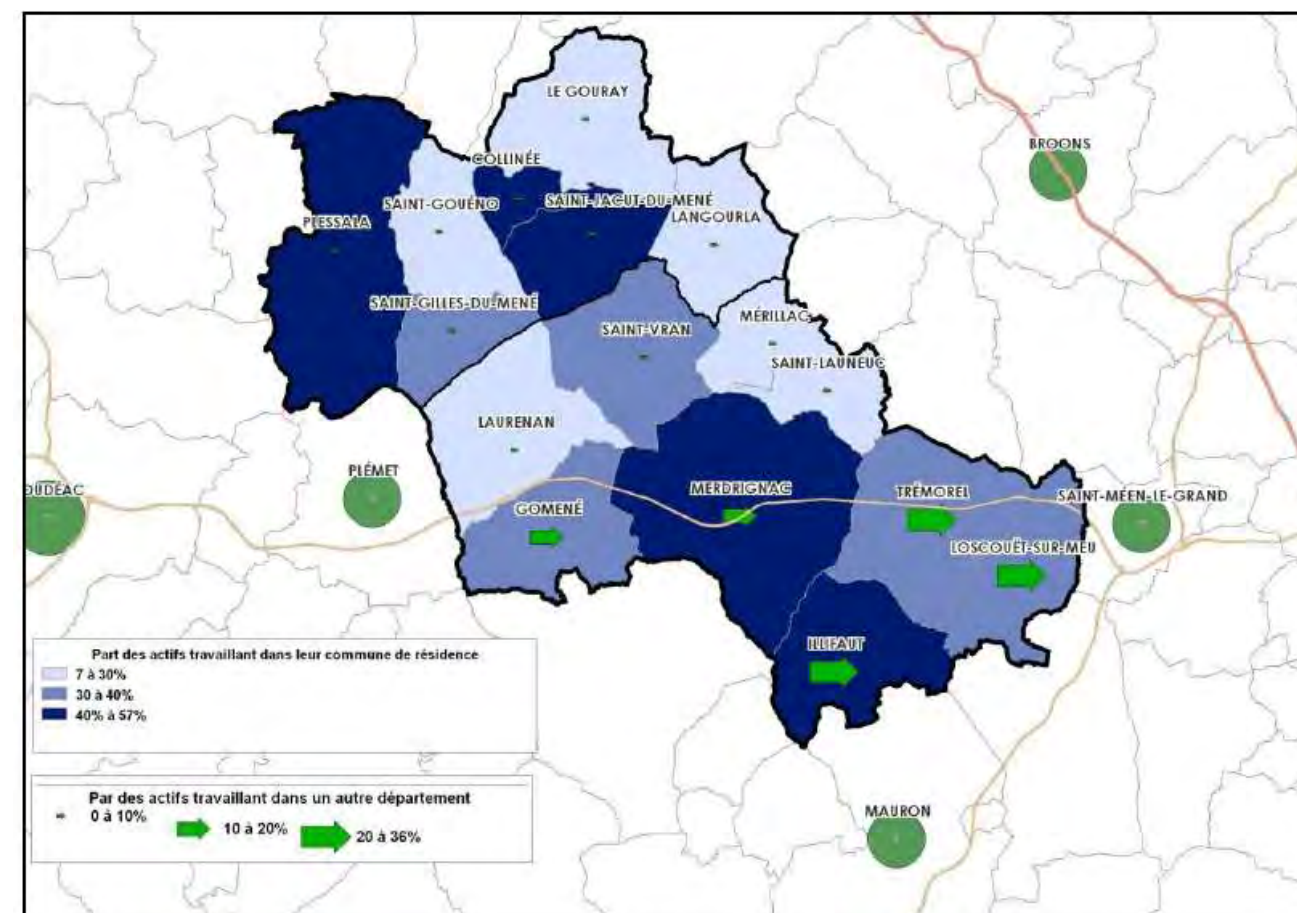 LE GOURAY
BROONS
COLLINÉE
SAINT-GOUÉNO
SAINT-JACUT-DU-MENÉ
PLESSALA
LANGOURLA
SAINT-GILLES-DU-MENÉ
SAINT-VRAN
MÉRILLAC
SAINT-LAUNEUC
LAURENAN
PLÉMET
OUDÉAC
MERDRIGNAC
TRÉMOREL
SAINT-MÉEN-LE-GRAND
GOMENÉ
LOSCOUËT-SUR-MEU
ILLIFAUT
MAURON
Part des actifs travaillant dans leur commune de résidence
7 à 30%
30 à 40%
40% à 57%
Par des actifs travaillant dans un autre département
0 à 10%
10 à 20%
20 à 36%